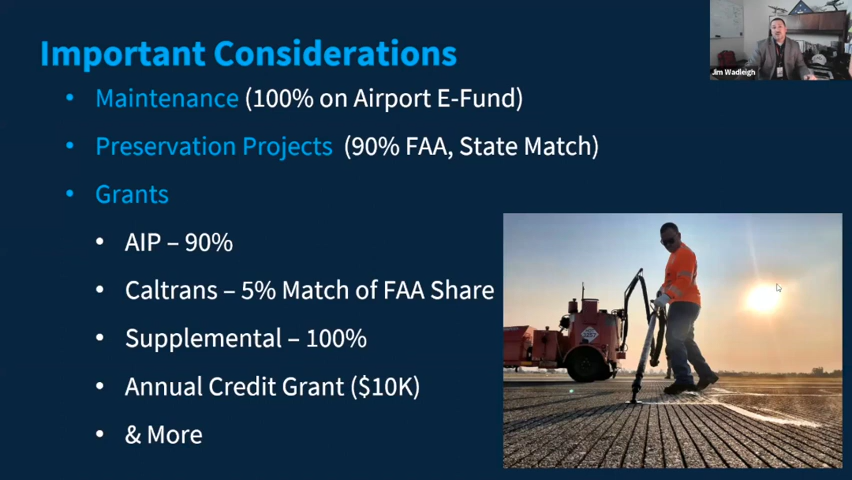 Important Considerations
Jim Wadleigh
• Maintenance (100% on Airport E-Fund)
• Preservation Projects (90% FAA, State Match)
• Grants
• AIP – 90%
• Caltrans – 5% Match of FAA Share
• Supplemental – 100%
• Annual Credit Grant ($10K)
• & More